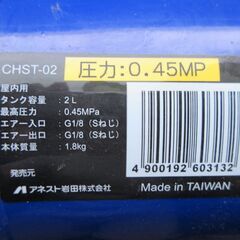 CHST-02
圧力:0.45MP
屋内用
タンク容量:2L
最高圧力:0.45MPa
エアー入口:G1/8(Sねじ)
エアー出口:G1/8(Sねじ)
本体質量:1.8kg
発売元
アネスト岩田株式会社
4 900192 603132
Made in TAIWAN